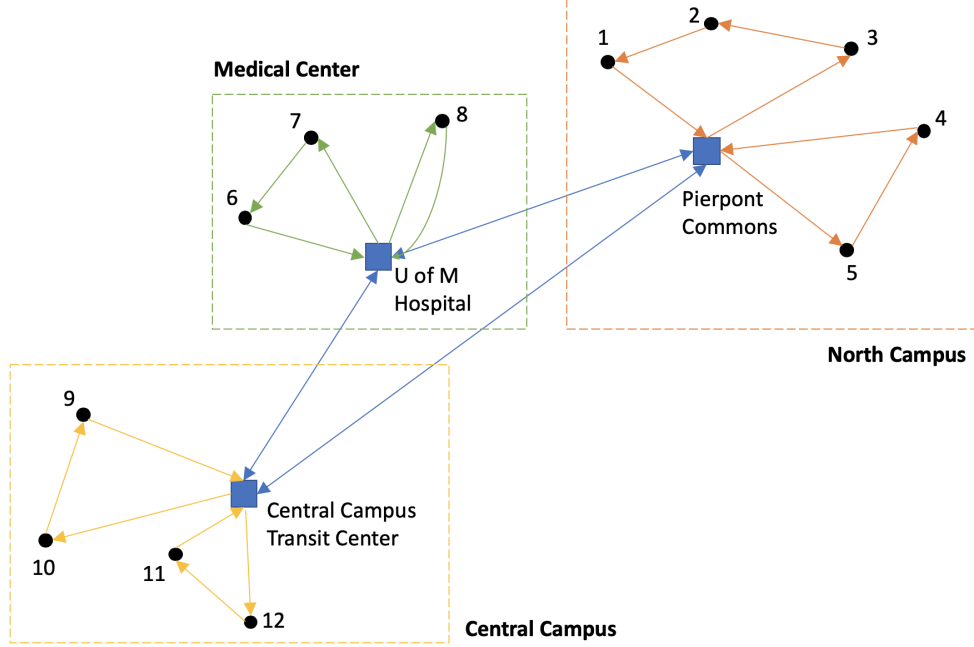 2
1
3
Medical Center
7
8
4
6
Pierpont
Commons
5
U of M
Hospital
North Campus
9
Central Campus
Transit Center
10
11
12
Central Campus